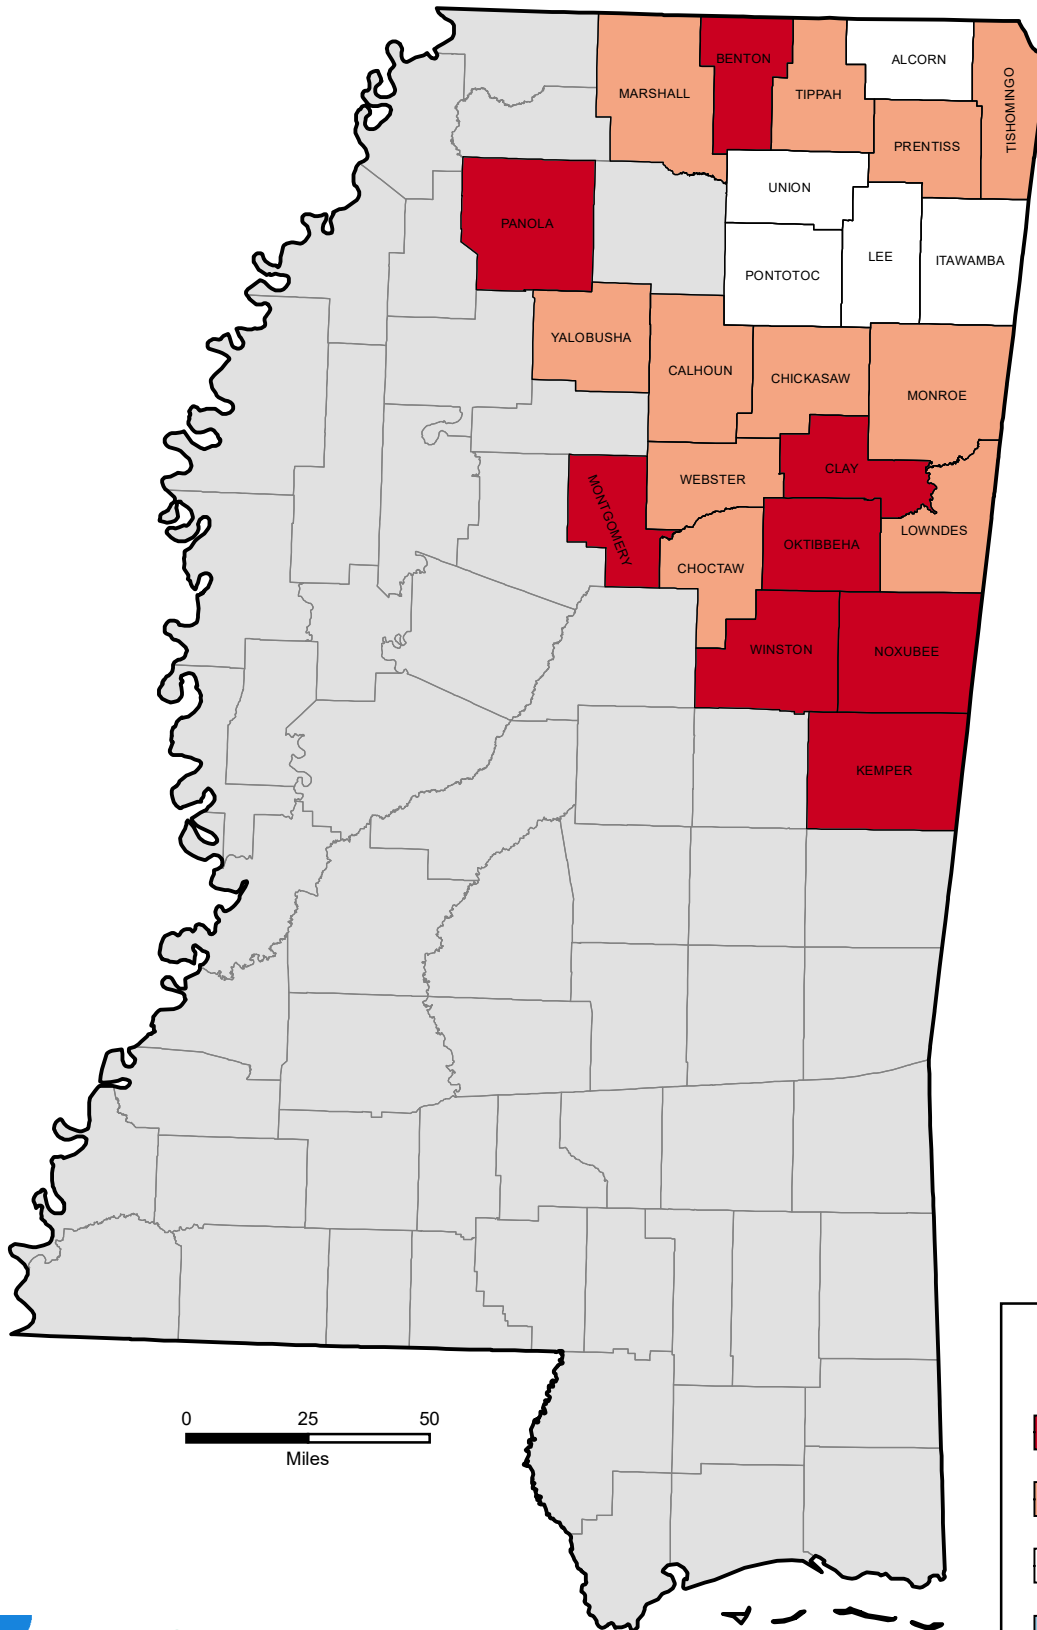 BENTON
ALCORN
MARSHALL
TIPPAH
TISHOMINGO
PRENTISS
UNION
PANOLA
LEE
ITAWAMBA
PONTOTOC
YALOBUSHA
CALHOUN
CHICKASAW
MONROE
CLAY
WEBSTER
MONTGOMERY
LOWNDES
OKTIBBEHA
CHOCTAW
WINSTON
NOXUBEE
KEMPER
0 25 50
Miles